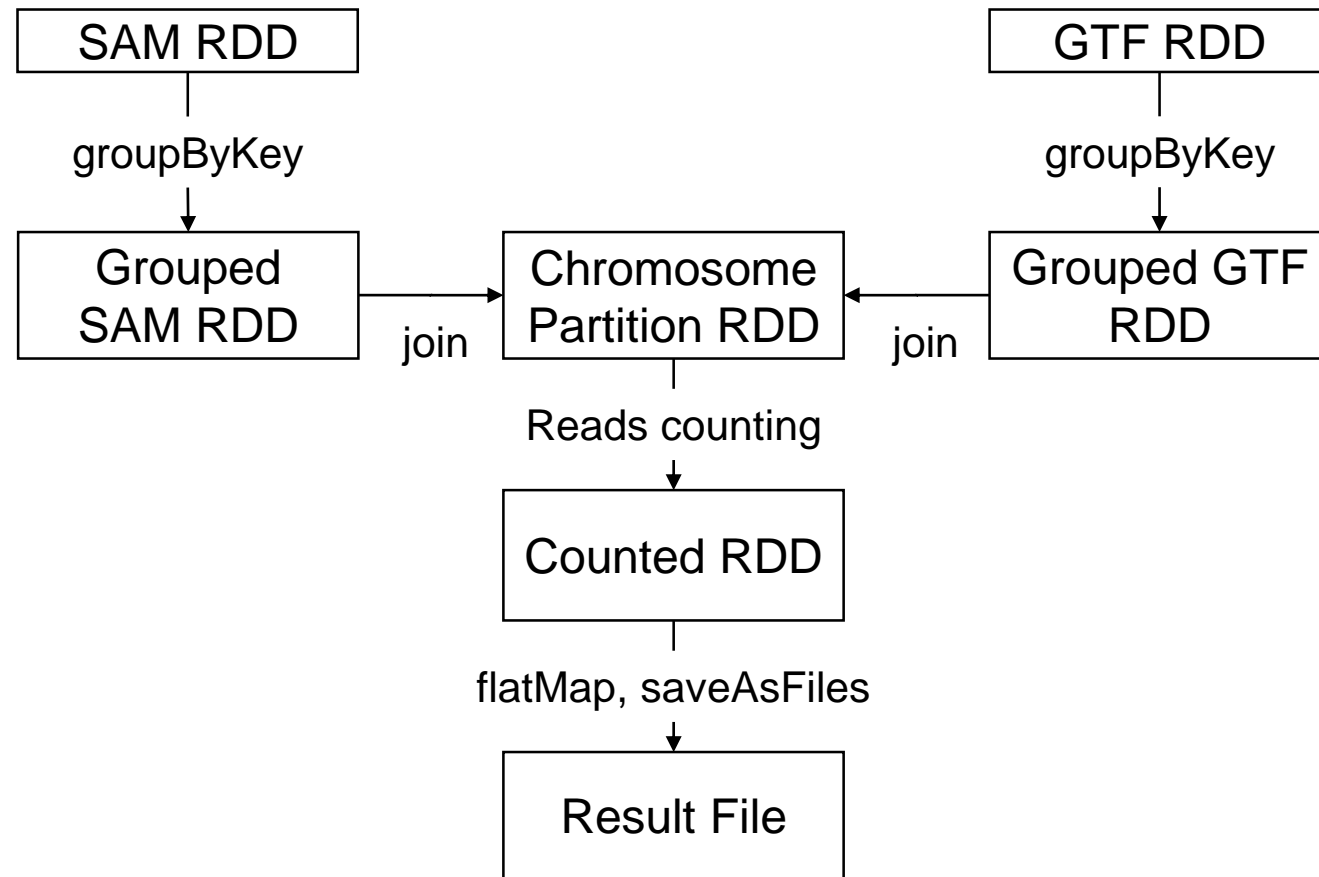 SAM RDD
GTF RDD
groupByKey
groupByKey
Grouped
SAM RDD
Chromosome
Partition RDD
Grouped GTF
RDD
join
join
Reads counting
Counted RDD
flatMap, saveAsFiles
Result File